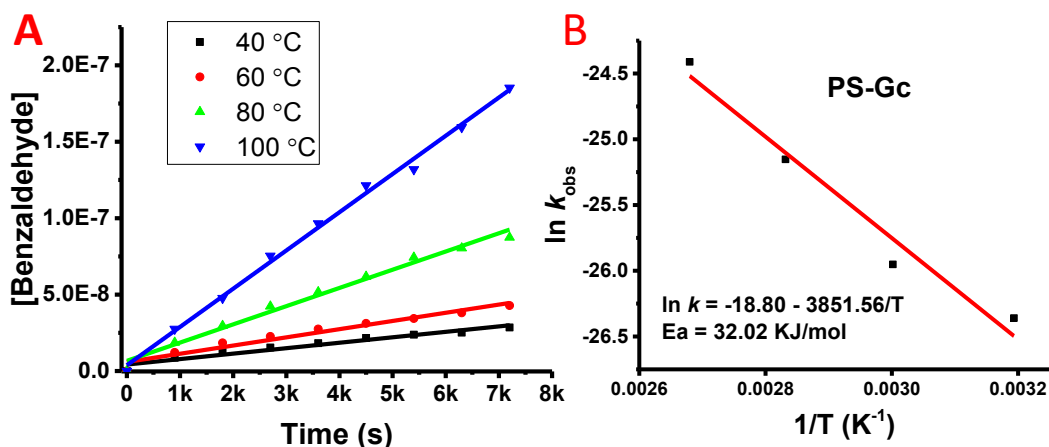 A
40 °C
60 °C
80 °C
100 °C
2.0E-7
1.5E-7
1.0E-7
5.0E-8
0.0
[Benzaldehyde]
0 1k 2k 3k 4k 5k 6k 7k 8k
Time (s)
B
PS-Gc
-24.5
-25.0
-25.5
-26.0
-26.5
ln kobs
ln k = -18.80 - 3851.56/T
Ea = 32.02 KJ/mol
0.0026 0.0028 0.0030 0.0032
1/T (K-1)